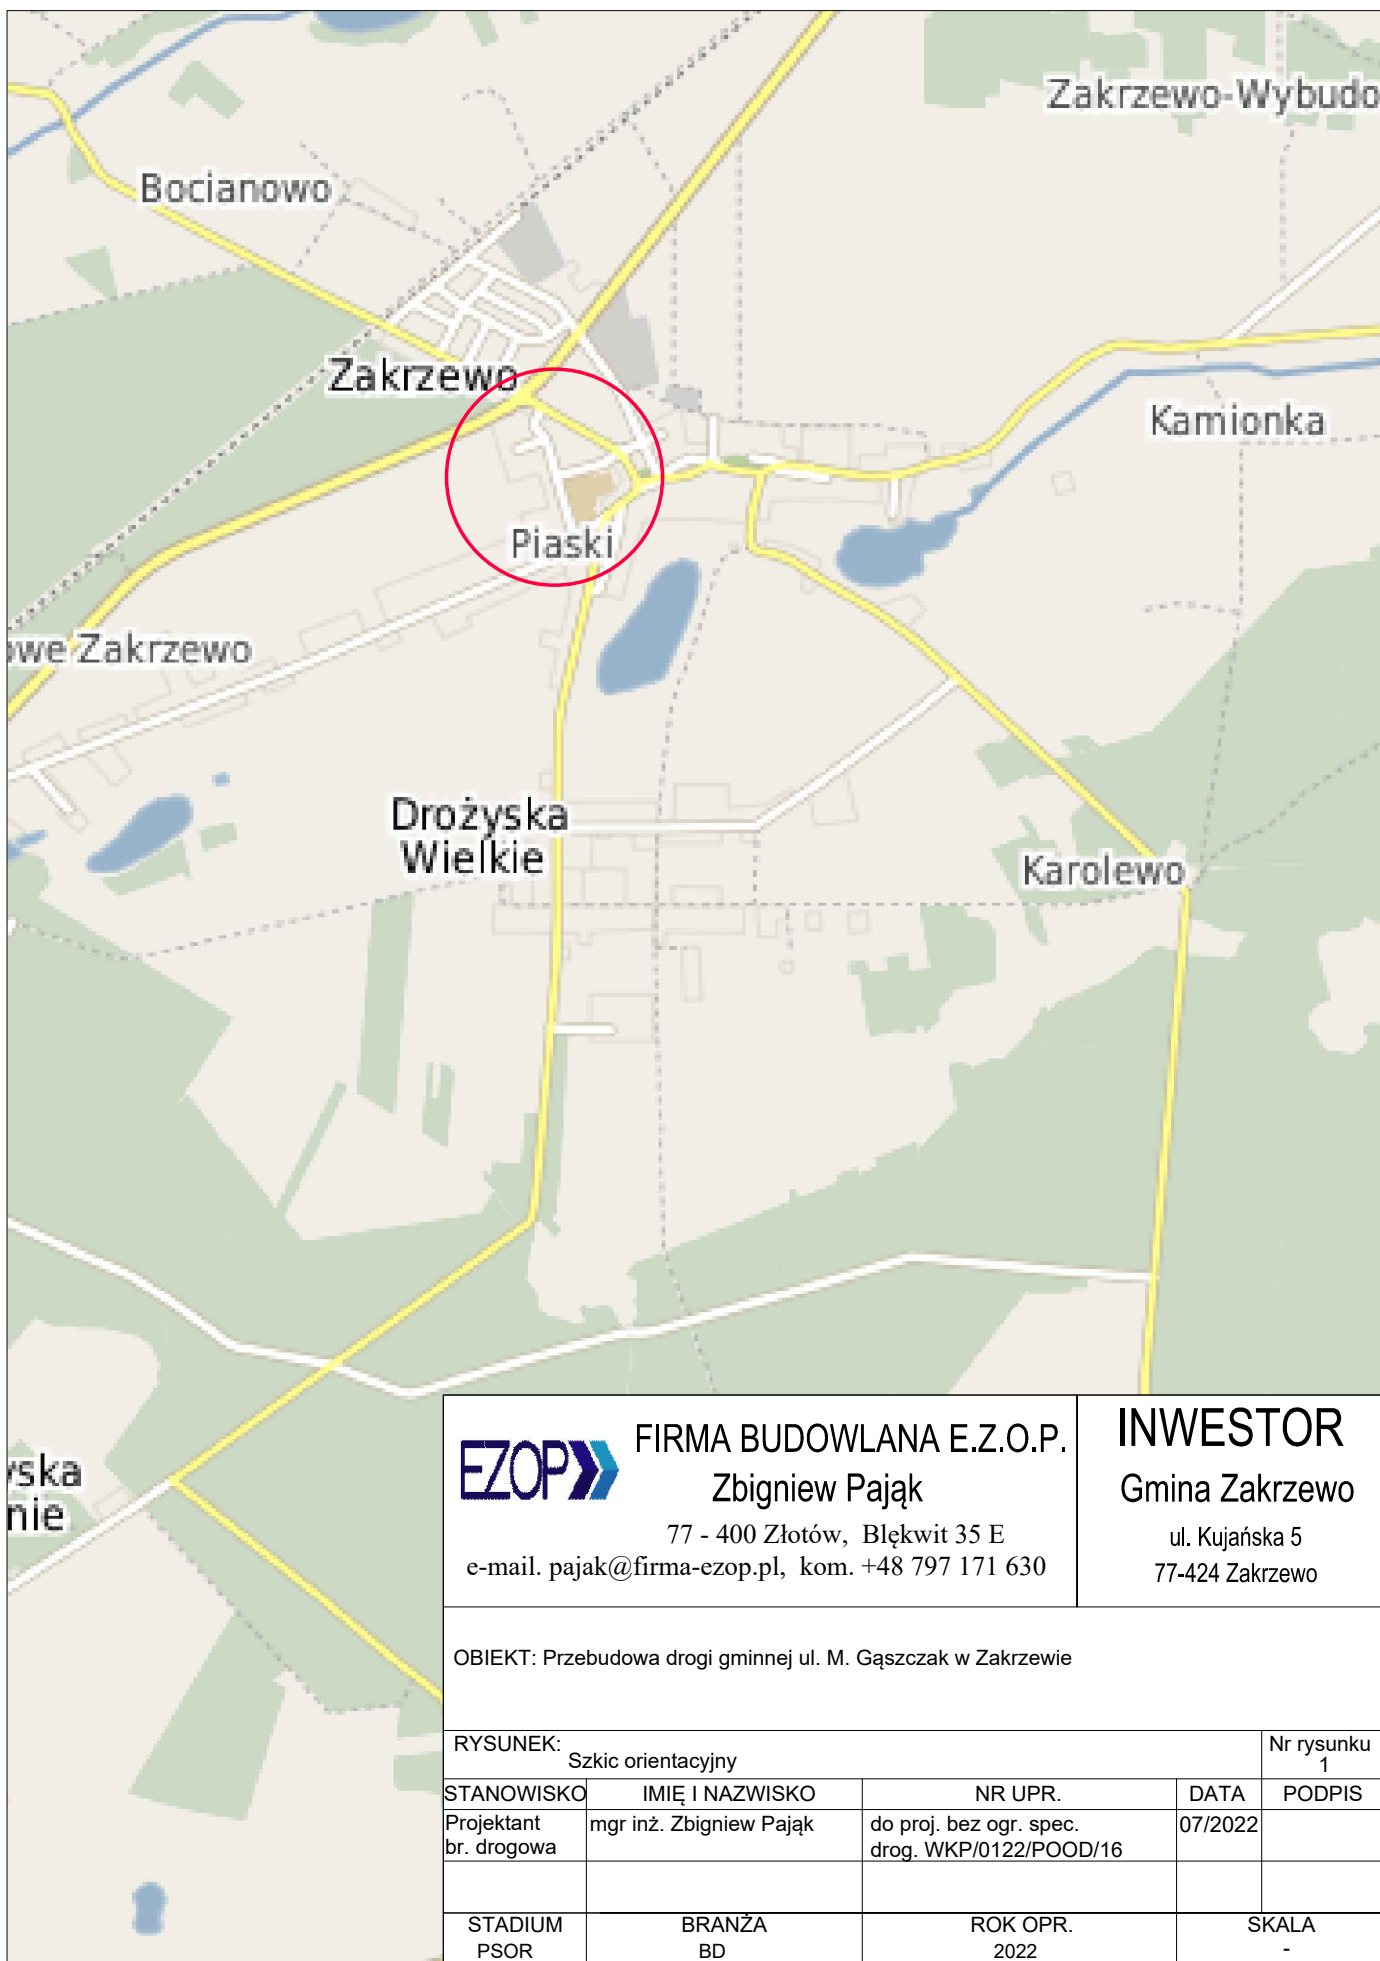 Zakrzewo-Wybudo
Bocianowo
Zakrzewo
Kamionka
Piaski
owe Zakrzewo
Drożyska
Wielkie
Karolewo
yska
nie
EZOP
FIRMA BUDOWLANA E.Z.O.P.
Zbigniew Pająk
77 - 400 Złotów, Blękwit 35 E
e-mail. pajak@firma-ezop.pl, kom. +48 797 171 630
INWESTOR
Gmina Zakrzewo
ul. Kujańska 5
77-424 Zakrzewo
OBIEKT: Przebudowa drogi gminnej ul. M. Gąszczak w Zakrzewie
RYSUNEK:
Szkic orientacyjny
Nr rysunku
1
STANOWISKO IMIĘ I NAZWISKO NR UPR. DATA PODPIS
Projektant mgr inż. Zbigniew Pająk do proj. bez ogr. spec. 07/2022
br. drogowa drog. WKP/0122/POOD/16
STADIUM BRANŻA ROK OPR. SKALA
PSOR BD 2022 -